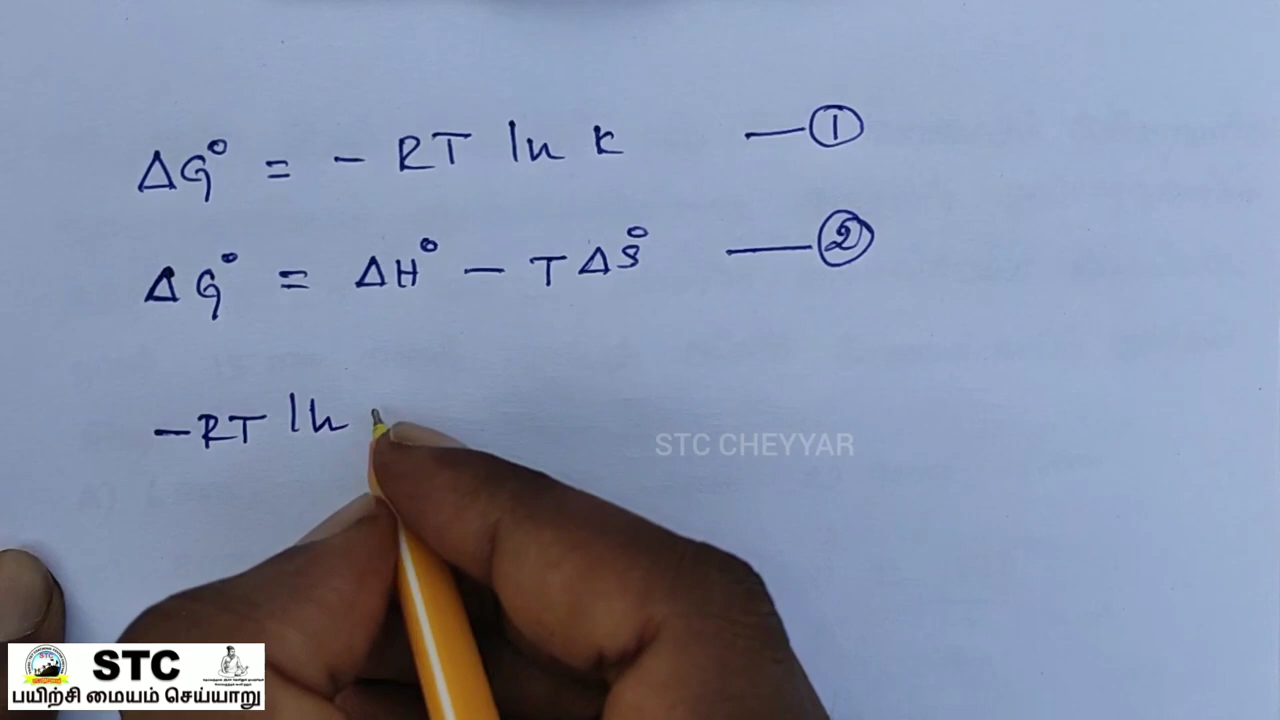 ΔG° = - RT ln K —①
ΔG° = ΔH° - TΔS° —②
-RT ln
STC CHEYYAR
STC
பயிற்சி மையம் செய்யாறு